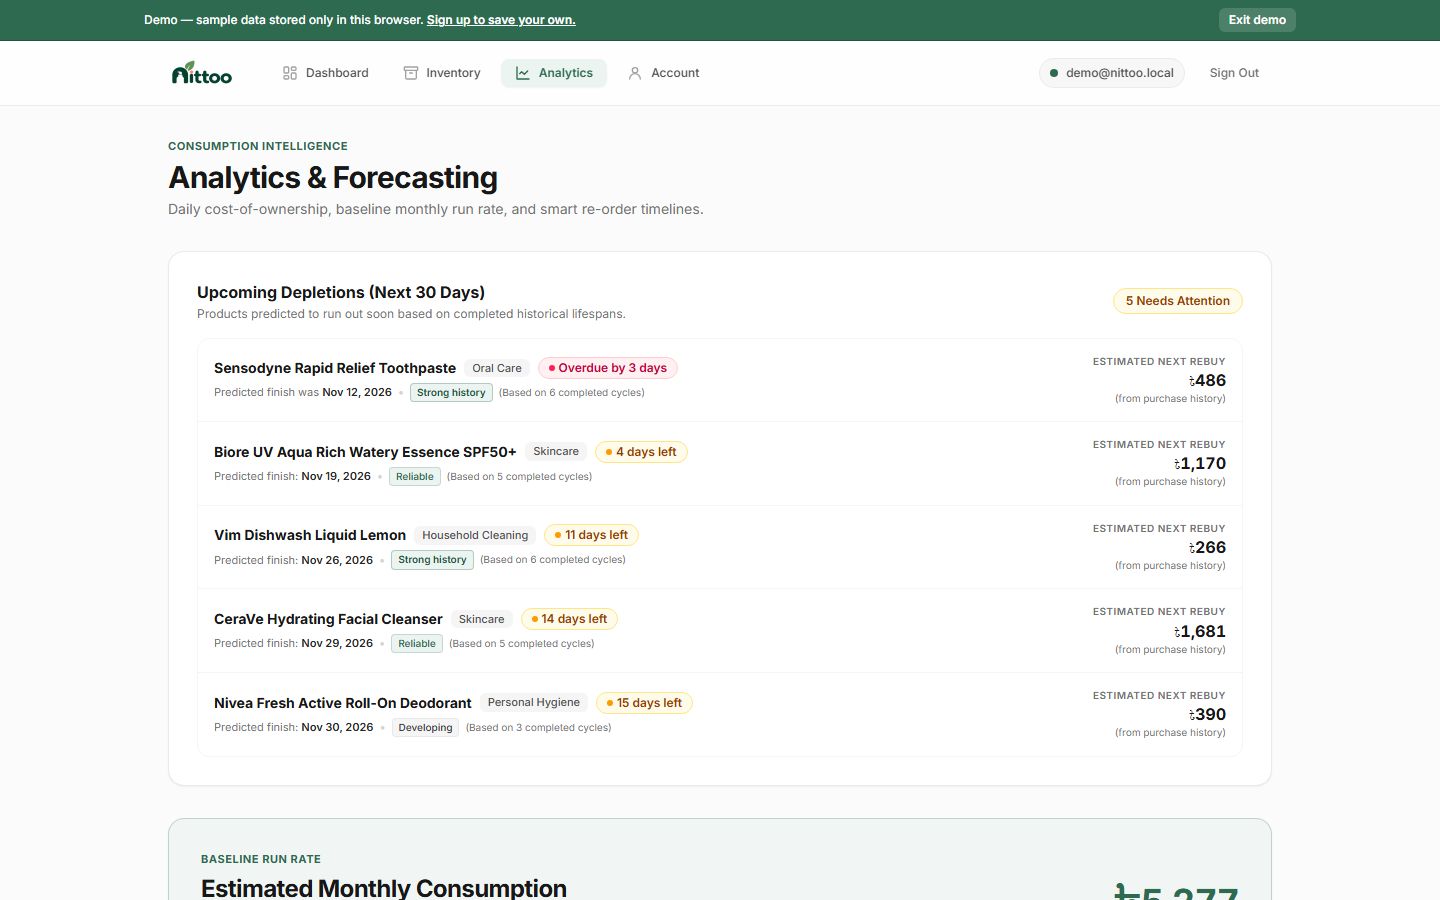 Demo — sample data stored only in this browser. Sign up to save your own.
Exit demo
Nittoo
Dashboard
Inventory
Analytics
Account
demo@nittoo.local
Sign Out
CONSUMPTION INTELLIGENCE
Analytics & Forecasting
Daily cost-of-ownership, baseline monthly run rate, and smart re-order timelines.
Upcoming Depletions (Next 30 Days)
Products predicted to run out soon based on completed historical lifespans.
5 Needs Attention
Sensodyne Rapid Relief Toothpaste Oral Care Overdue by 3 days
Predicted finish was Nov 12, 2026 • Strong history (Based on 6 completed cycles)
ESTIMATED NEXT REBUY
৳486
(from purchase history)
Biore UV Aqua Rich Watery Essence SPF50+ Skincare 4 days left
Predicted finish: Nov 19, 2026 • Reliable (Based on 5 completed cycles)
ESTIMATED NEXT REBUY
৳1,170
(from purchase history)
Vim Dishwash Liquid Lemon Household Cleaning 11 days left
Predicted finish: Nov 26, 2026 • Strong history (Based on 6 completed cycles)
ESTIMATED NEXT REBUY
৳266
(from purchase history)
CeraVe Hydrating Facial Cleanser Skincare 14 days left
Predicted finish: Nov 29, 2026 • Reliable (Based on 5 completed cycles)
ESTIMATED NEXT REBUY
৳1,681
(from purchase history)
Nivea Fresh Active Roll-On Deodorant Personal Hygiene 15 days left
Predicted finish: Nov 30, 2026 • Developing (Based on 3 completed cycles)
ESTIMATED NEXT REBUY
৳390
(from purchase history)
BASELINE RUN RATE
Estimated Monthly Consumption